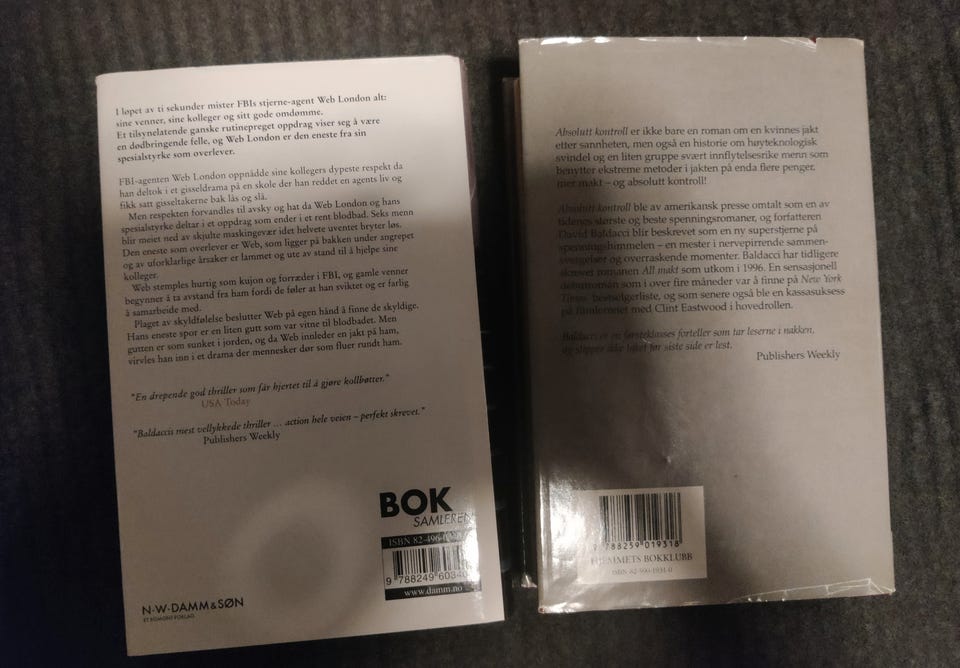 I løpet av ti sekunder mister FBIs stjerne-agent Web London alt:
sine venner, sine kolleger og sitt gode omdømme.
Et tilsynelatende ganske rutinepreget oppdrag viser seg å være
en dødbringende felle, og Web London er den eneste fra sin
spesialstyrke som overlever.
FBI-agenten Web London oppnådde sine kollegers dypeste respekt da
han deltok i et gisseldrama på en skole der han reddet en agents liv og
fikk satt gisseltakerne bak lås og slå.
Men respekten forvandles til avsky og hat da Web London og hans
spesialstyrke deltar i et oppdrag som ender i et rent blodbad. Seks menn
blir meiet ned av skjulte maskingevær idet helvete uventet bryter løs.
Den eneste som overlever er Web, som ligger på bakken under angrepet
og av uforklarlige årsaker er lammet og ute av stand til å hjelpe sine
kolleger.
Web stemples hurtig som kujon og forræder i FBI, og gamle venner
begynner å ta avstand fra ham fordi de føler at han sviktet og er farlig
å samarbeide med.
Plaget av skyldfølelse beslutter Web på egen hånd å finne de skyldige.
Hans eneste spor er en liten gutt som var vitne til blodbadet. Men
gutten er som sunket i jorden, og da Web innleder en jakt på ham,
virvles han inn i et drama der mennesker dør som fluer rundt ham.
"En drepende god thriller som får hjertet til å gjøre kollbøtter."
USA Today
"Baldaccis mest vellykkede thriller ... action hele veien – perfekt skrevet."
Publishers Weekly
BOK
SAMLEREN
ISBN 82-496-
9 788249 6034
www.damm.no
N·W·DAMM & SØN
ET EGMONT FORLAG
Absolutt kontroll er ikke bare en roman om en kvinnes jakt
etter sannheten, men også en historie om høyteknologisk
svindel og en liten gruppe svært innflytelsesrike menn som
benytter ekstreme metoder i jakten på enda flere penger,
mer makt – og absolutt kontroll!
Absolutt kontroll ble av amerikansk presse omtalt som en av
tidenes største og beste spenningsromaner, og forfatteren
David Baldacci blir beskrevet som en ny superstjerne på
spenningshimmelen – en mester i nervepirrende sammen-
svergelser og overraskende momenter. Baldacci har tidligere
skrevet romanen All makt som utkom i 1996. En sensasjonell
debutroman som i over fire måneder var å finne på New York
Times' bestselgerliste, og som senere også ble en kassasuksess
på filmlerretet med Clint Eastwood i hovedrollen.
Baldacci er en førsteklasses forteller som tar leserne i nakken,
og slipper ikke taket før siste side er lest.
Publishers Weekly
9 788259 019318
HJEMMETS BOKKLUBB
ISBN 82-590-1931-0